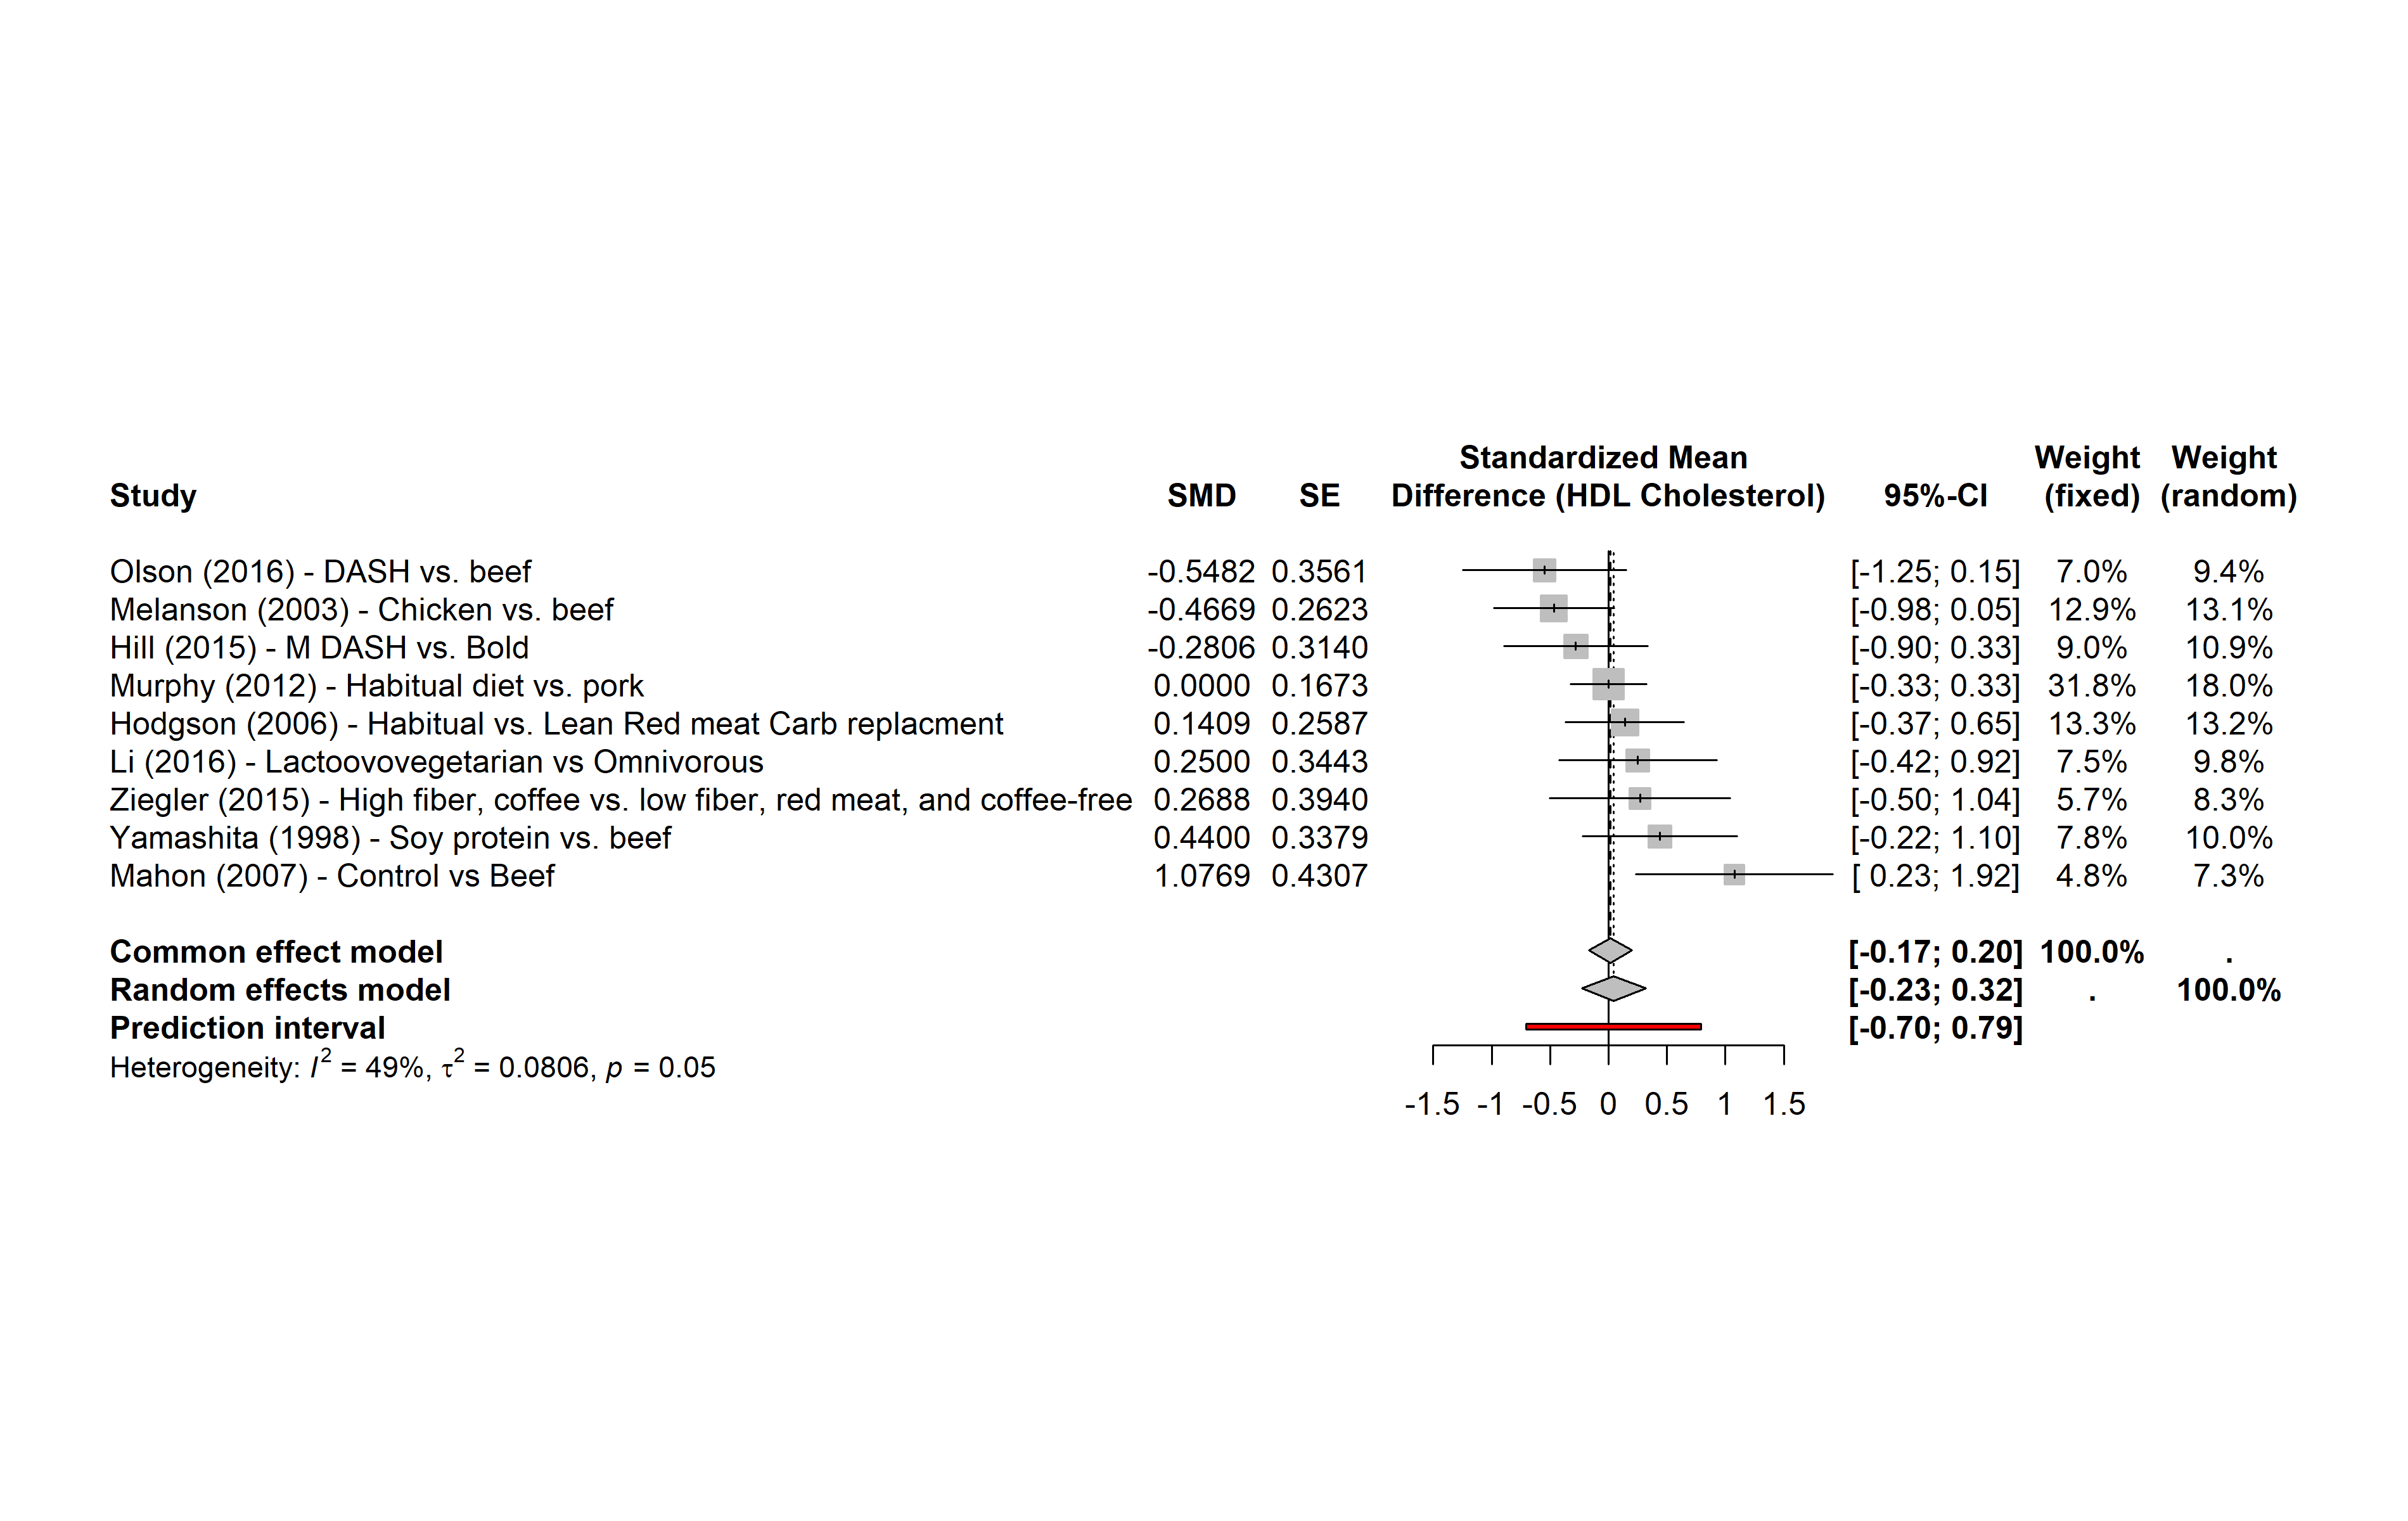 Standardized Mean Weight Weight
Study SMD SE Difference (HDL Cholesterol) 95%-CI (fixed) (random)
Olson (2016) - DASH vs. beef -0.5482 0.3561 [-1.25; 0.15] 7.0% 9.4%
Melanson (2003) - Chicken vs. beef -0.4669 0.2623 [-0.98; 0.05] 12.9% 13.1%
Hill (2015) - M DASH vs. Bold -0.2806 0.3140 [-0.90; 0.33] 9.0% 10.9%
Murphy (2012) - Habitual diet vs. pork 0.0000 0.1673 [-0.33; 0.33] 31.8% 18.0%
Hodgson (2006) - Habitual vs. Lean Red meat Carb replacment 0.1409 0.2587 [-0.37; 0.65] 13.3% 13.2%
Li (2016) - Lactoovovegetarian vs Omnivorous 0.2500 0.3443 [-0.42; 0.92] 7.5% 9.8%
Ziegler (2015) - High fiber, coffee vs. low fiber, red meat, and coffee-free 0.2688 0.3940 [-0.50; 1.04] 5.7% 8.3%
Yamashita (1998) - Soy protein vs. beef 0.4400 0.3379 [-0.22; 1.10] 7.8% 10.0%
Mahon (2007) - Control vs Beef 1.0769 0.4307 [ 0.23; 1.92] 4.8% 7.3%
Common effect model [-0.17; 0.20] 100.0% .
Random effects model [-0.23; 0.32] . 100.0%
Prediction interval [-0.70; 0.79]
Heterogeneity: I² = 49%, τ² = 0.0806, p = 0.05
-1.5 -1 -0.5 0 0.5 1 1.5